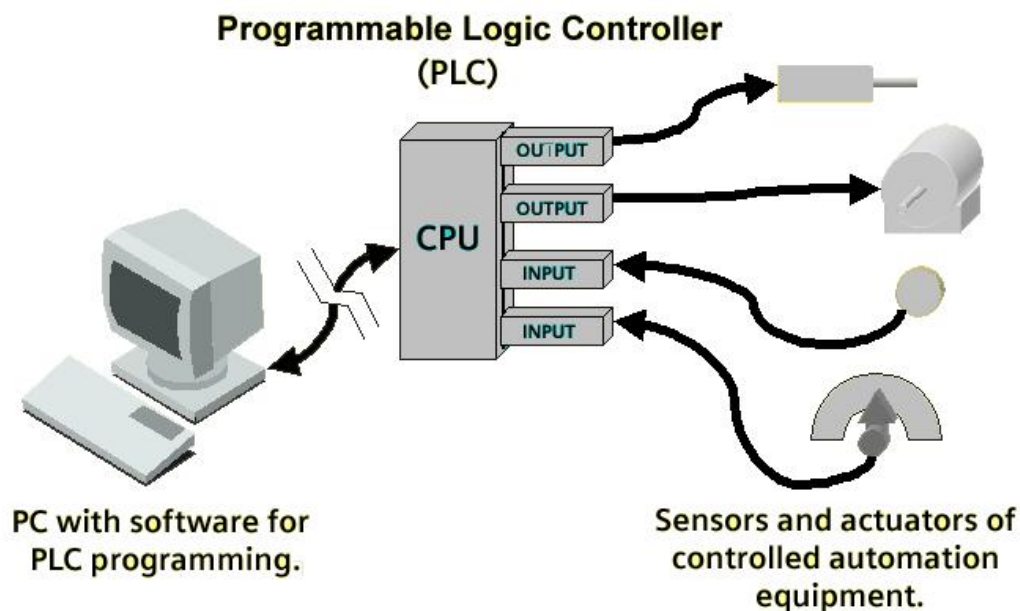 Programmable Logic Controller
(PLC)
OUTPUT
OUTPUT
CPU
INPUT
INPUT
PC with software for
PLC programming.
Sensors and actuators of
controlled automation
equipment.